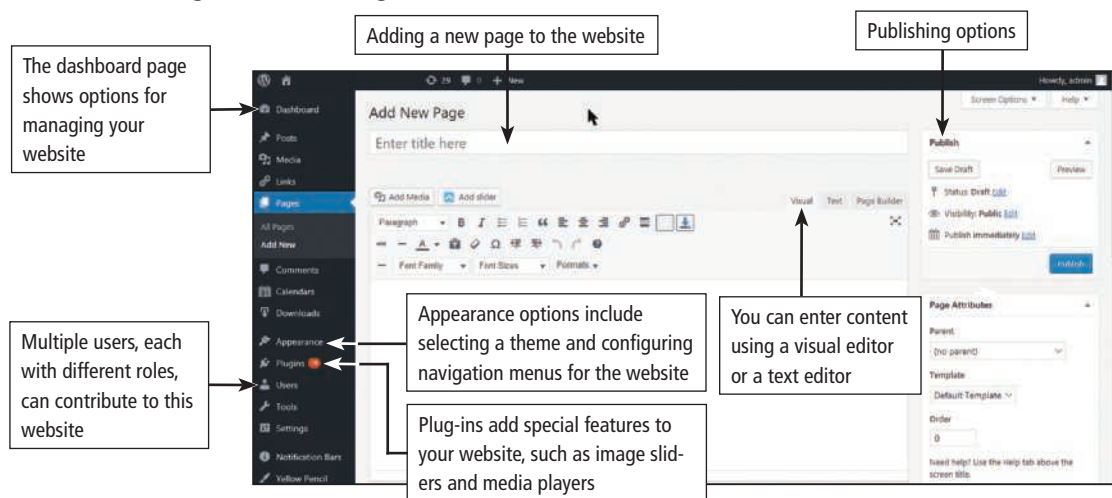 Adding a new page to the website
Publishing options
The dashboard page
shows options for
managing your
website
29
0
+ New
Howdy, admin
Dashboard
Posts
Media
Links
Pages
All Pages
Add New
Comments
Calendars
Downloads
Appearance
Plugins
Users
Tools
Settings
Notification Bars
Yellow Pencil
Screen Options
Help
Add New Page
Enter title here
Add Media
Add slider
Visual
Text
Page Builder
Paragraph
B
I
A
Ω
Font Family
Font Sizes
Formats
Publish
Save Draft
Preview
Status: Draft Edit
Visibility: Public Edit
Publish immediately Edit
Publish
Page Attributes
Parent
(no parent)
Template
Default Template
Order
0
Need help? Use the Help tab above the
screen title.
Multiple users, each
with different roles,
can contribute to this
website
Appearance options include
selecting a theme and configuring
navigation menus for the website
You can enter content
using a visual editor
or a text editor
Plug-ins add special features to
your website, such as image slid-
ers and media players